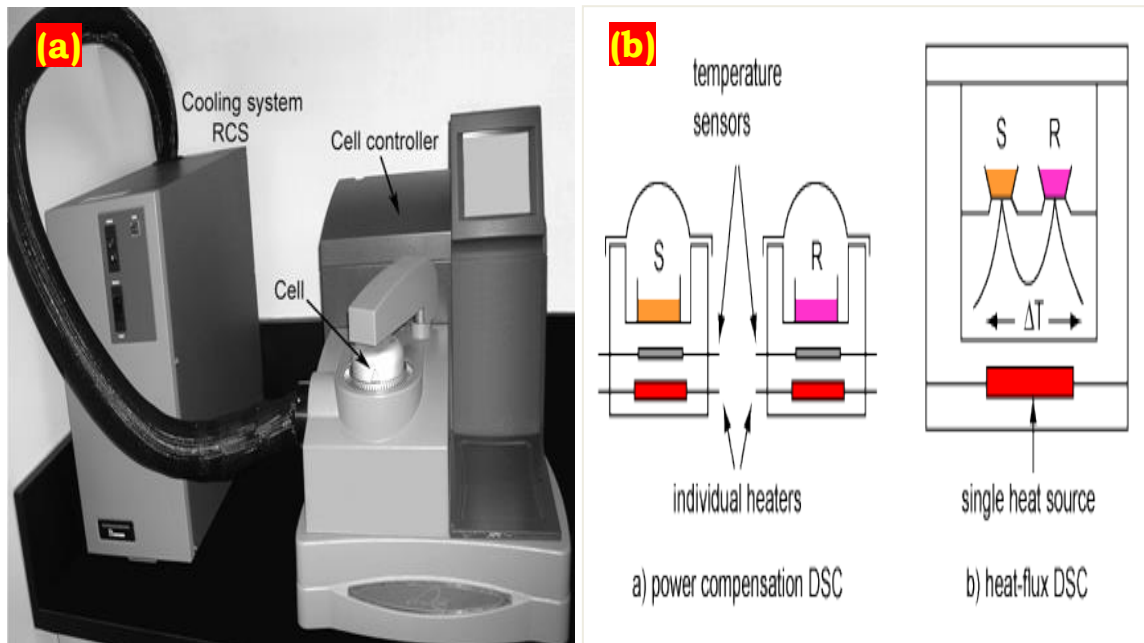 (a)
Cooling system
RCS
Cell controller
Cell
(b)
temperature
sensors
S
R
S
R
ΔT
individual heaters
single heat source
a) power compensation DSC
b) heat-flux DSC